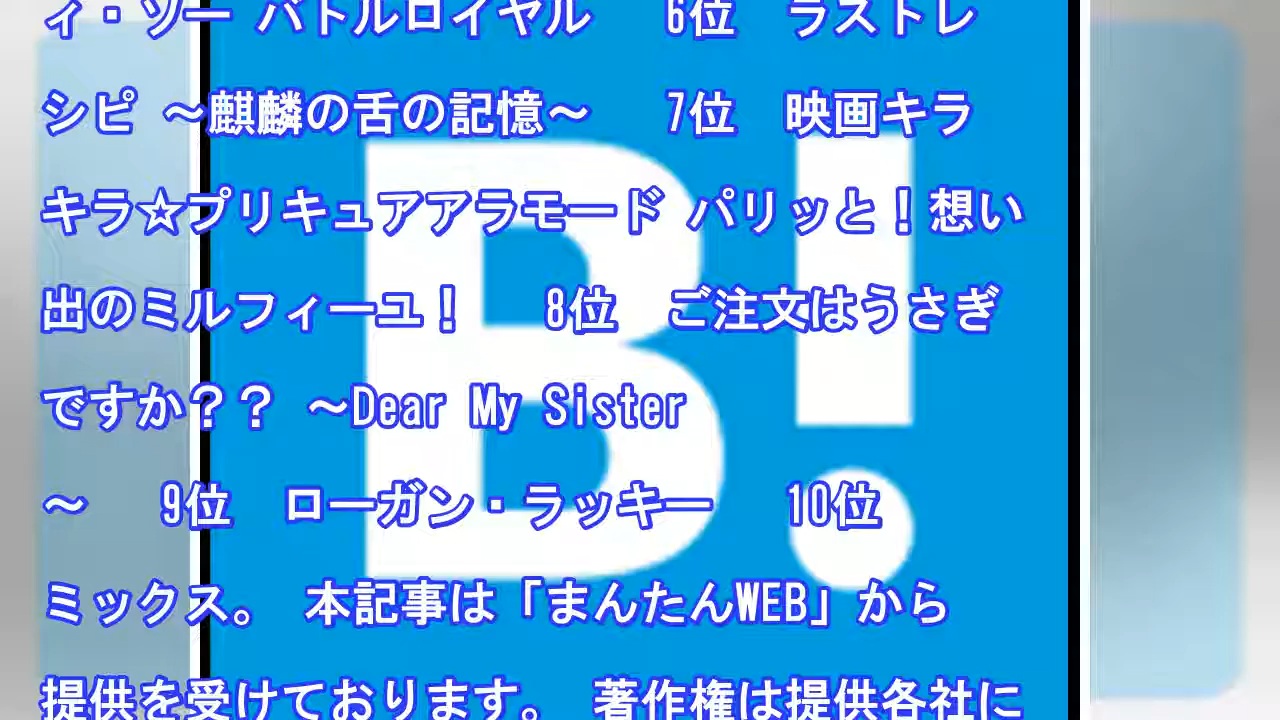 ィ・ソー バトルロイヤル　 6位　ラストレ
シピ ～麒麟の舌の記憶～　 7位　映画キラ
キラ☆プリキュアアラモード パリッと！想い
出のミルフィーユ！　 8位　ご注文はうさぎ
ですか？？ ～Dear My Sister
～　 9位　ローガン・ラッキー　 10位
ミックス。 本記事は「まんたんWEB」から
提供を受けております。 著作権は提供各社に
B!